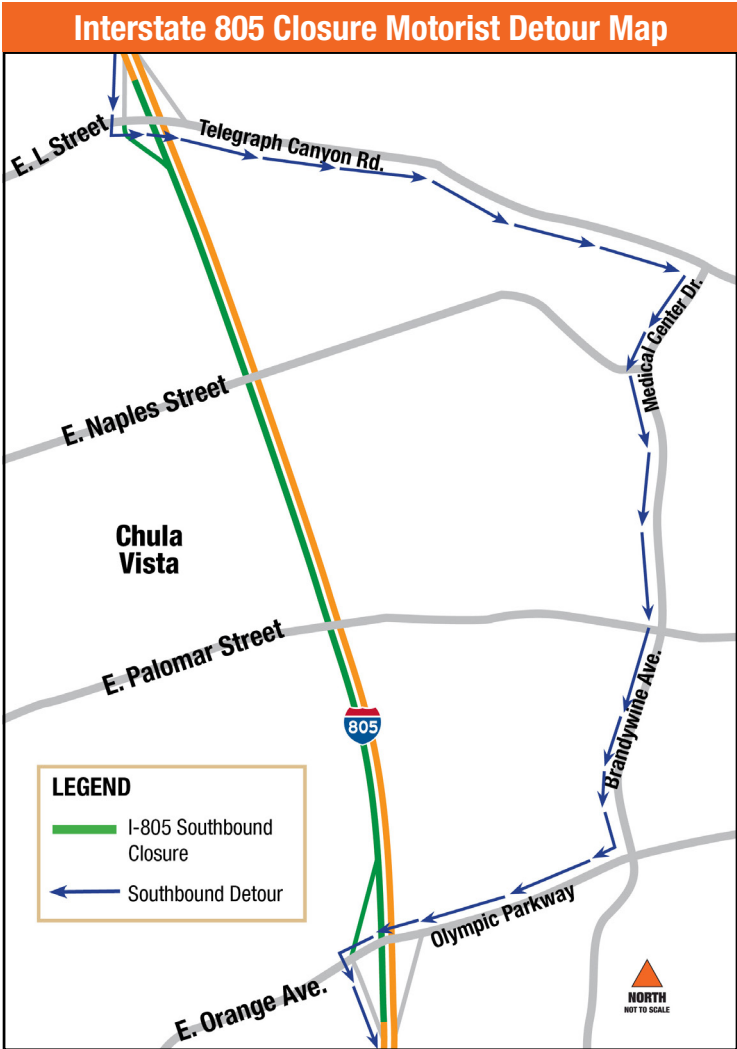 Interstate 805 Closure Motorist Detour Map
E. L Street
Telegraph Canyon Rd.
Medical Center Dr.
E. Naples Street
Chula
Vista
E. Palomar Street
Brandywine Ave.
805
LEGEND
I-805 Southbound
Closure
Southbound Detour
Olympic Parkway
E. Orange Ave.
NORTH
NOT TO SCALE